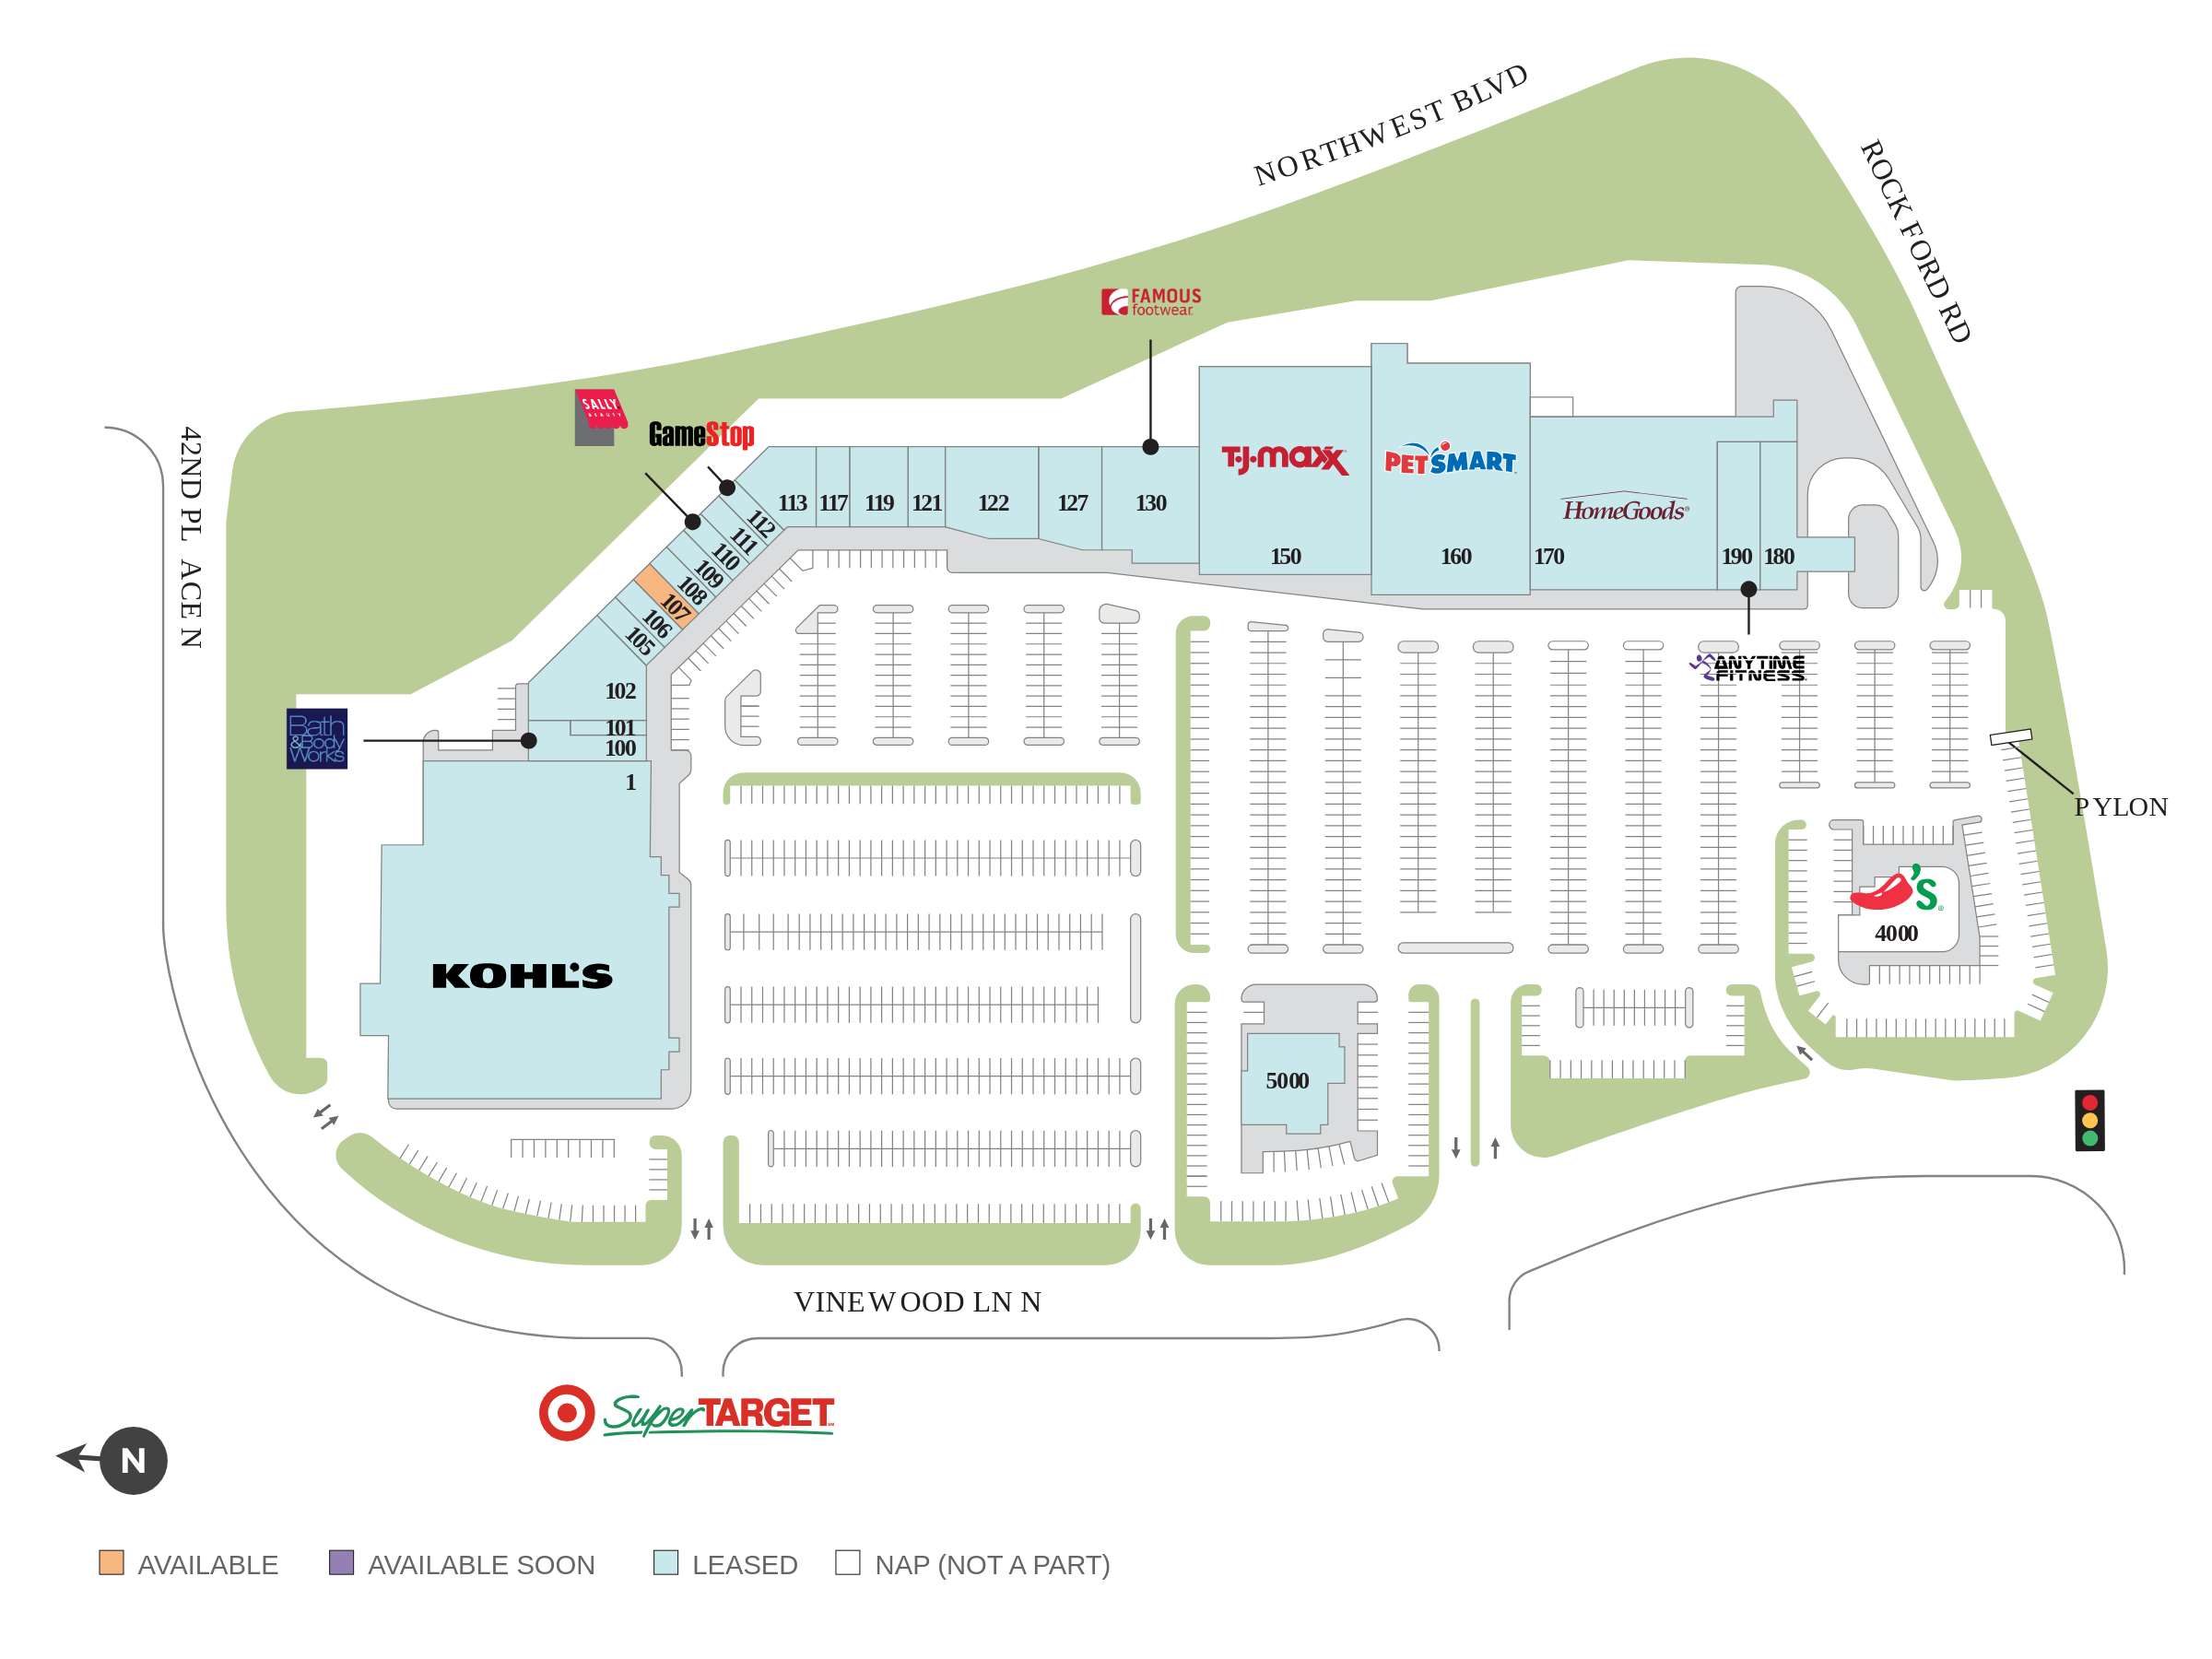 NORTHWEST BLVD
ROCK FORD RD
42ND PL ACE N
FAMOUS
footwear
SALLY
BEAUTY
GameStop
T·J·maxx
PETSMART
HomeGoods
113
117
119
121
122
127
130
150
160
170
190
180
112
111
110
109
108
107
106
105
102
101
100
1
Bath
& Body
Works
ANYTIME
FITNESS
PYLON
KOHL'S
'S
4000
5000
VINEWOOD LN N
Super TARGET
N
AVAILABLE
AVAILABLE SOON
LEASED
NAP (NOT A PART)